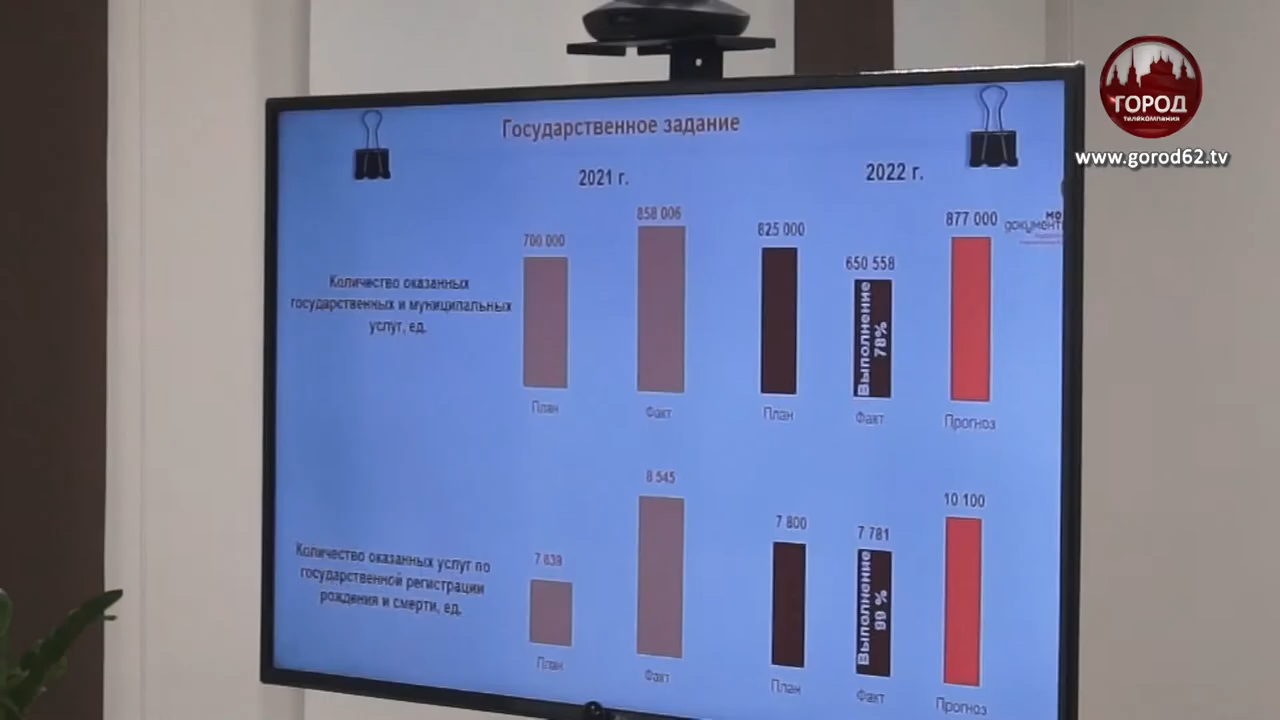 ГОРОД
телекомпания
www.gorod62.tv
Государственное задание
2021 г.
2022 г.
Количество оказанных
государственных и муниципальных
услуг, ед.
700 000
858 006
825 000
650 558
877 000
Выполнение
78%
План
Факт
План
Факт
Прогноз
документы
Количество оказанных услуг по
государственной регистрации
рождения и смерти, ед.
8 545
7 800
7 781
10 100
Выполнение
99 %
План
Факт
План
Факт
Прогноз